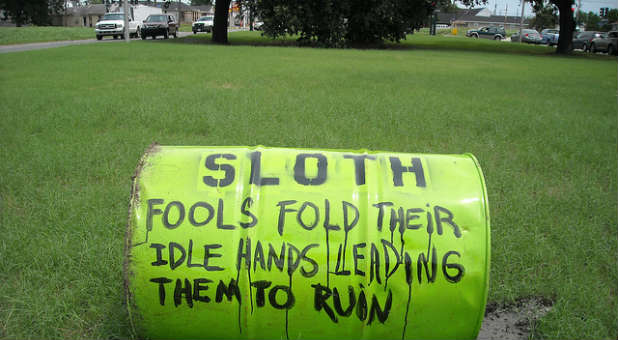 SLOTH
FOOLS FOLD THEIR
IDLE HANDS LEADING
THEM TO RUIN